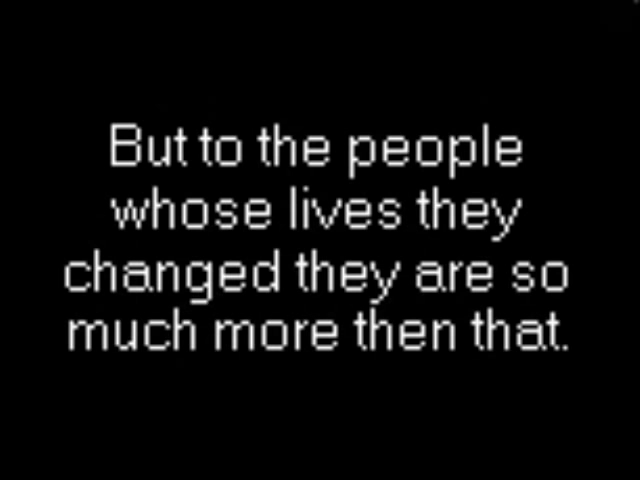 But to the people
whose lives they
changed they are so
much more then that.